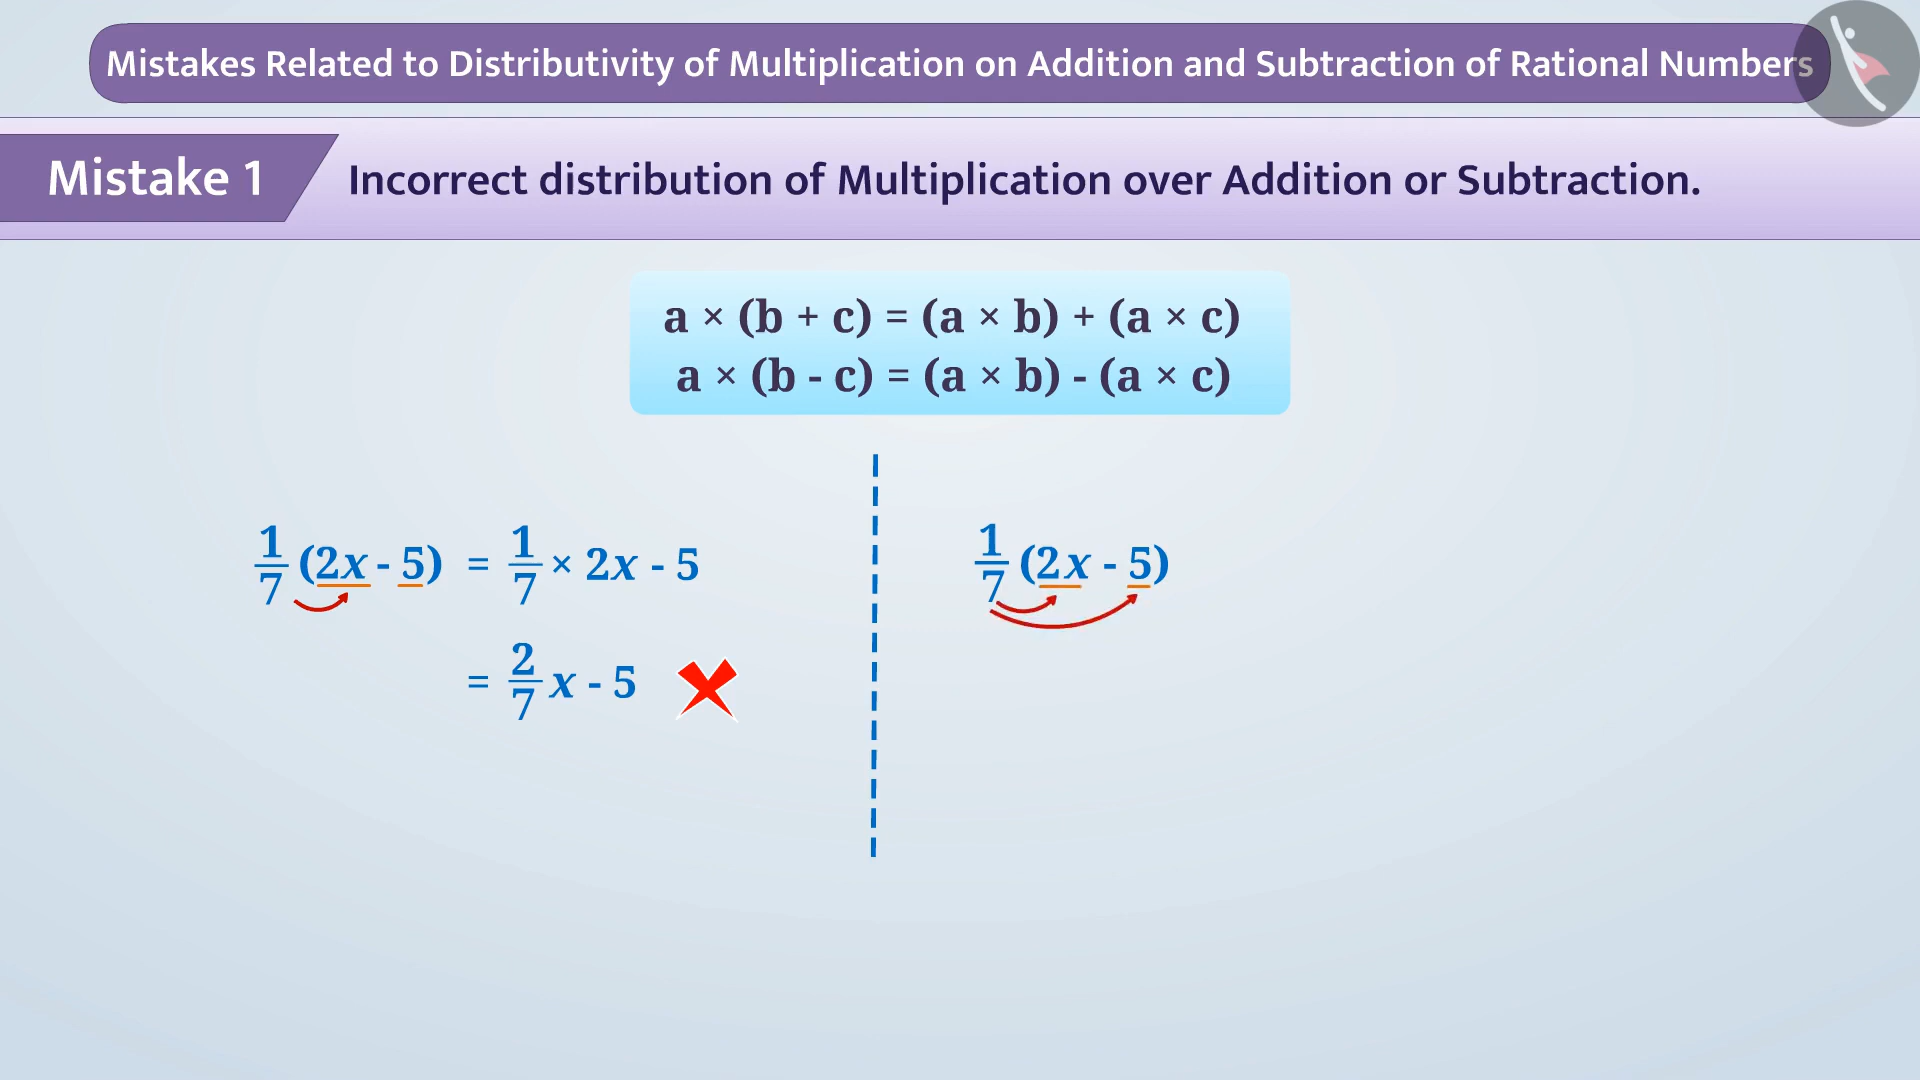 Mistakes Related to Distributivity of Multiplication on Addition and Subtraction of Rational Numbers
Mistake 1
Incorrect distribution of Multiplication over Addition or Subtraction.
a × (b + c) = (a × b) + (a × c)
a × (b - c) = (a × b) - (a × c)
1/7 (2x - 5) = 1/7 × 2x - 5
= 2/7 x - 5
1/7 (2x - 5)